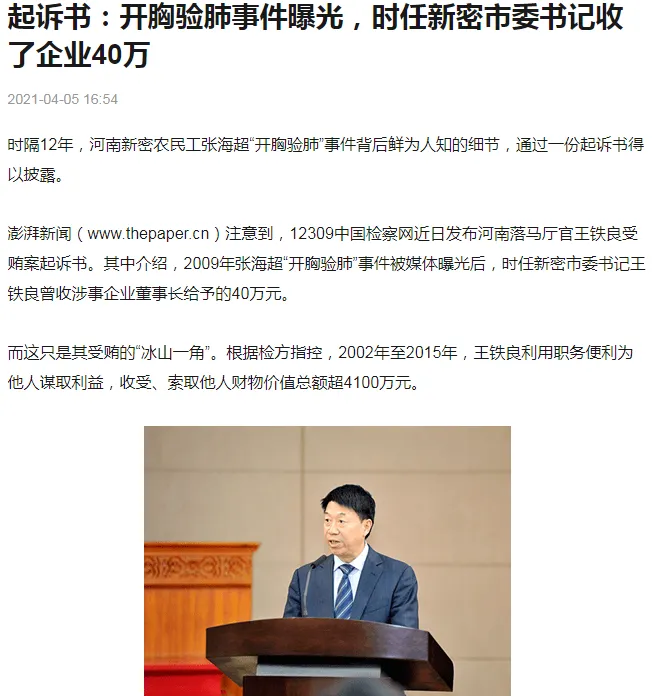 起诉书：开胸验肺事件曝光，时任新密市委书记收
了企业40万
2021-04-05 16:54
时隔12年，河南新密农民工张海超“开胸验肺”事件背后鲜为人知的细节，通过一份起诉书得
以披露。
澎湃新闻（www.thepaper.cn）注意到，12309中国检察网近日发布河南落马厅官王铁良受
贿案起诉书。其中介绍，2009年张海超“开胸验肺”事件被媒体曝光后，时任新密市委书记王
铁良曾收涉事企业董事长给予的40万元。
而这只是其受贿的“冰山一角”。根据检方指控，2002年至2015年，王铁良利用职务便利为
他人谋取利益，收受、索取他人财物价值总额超4100万元。